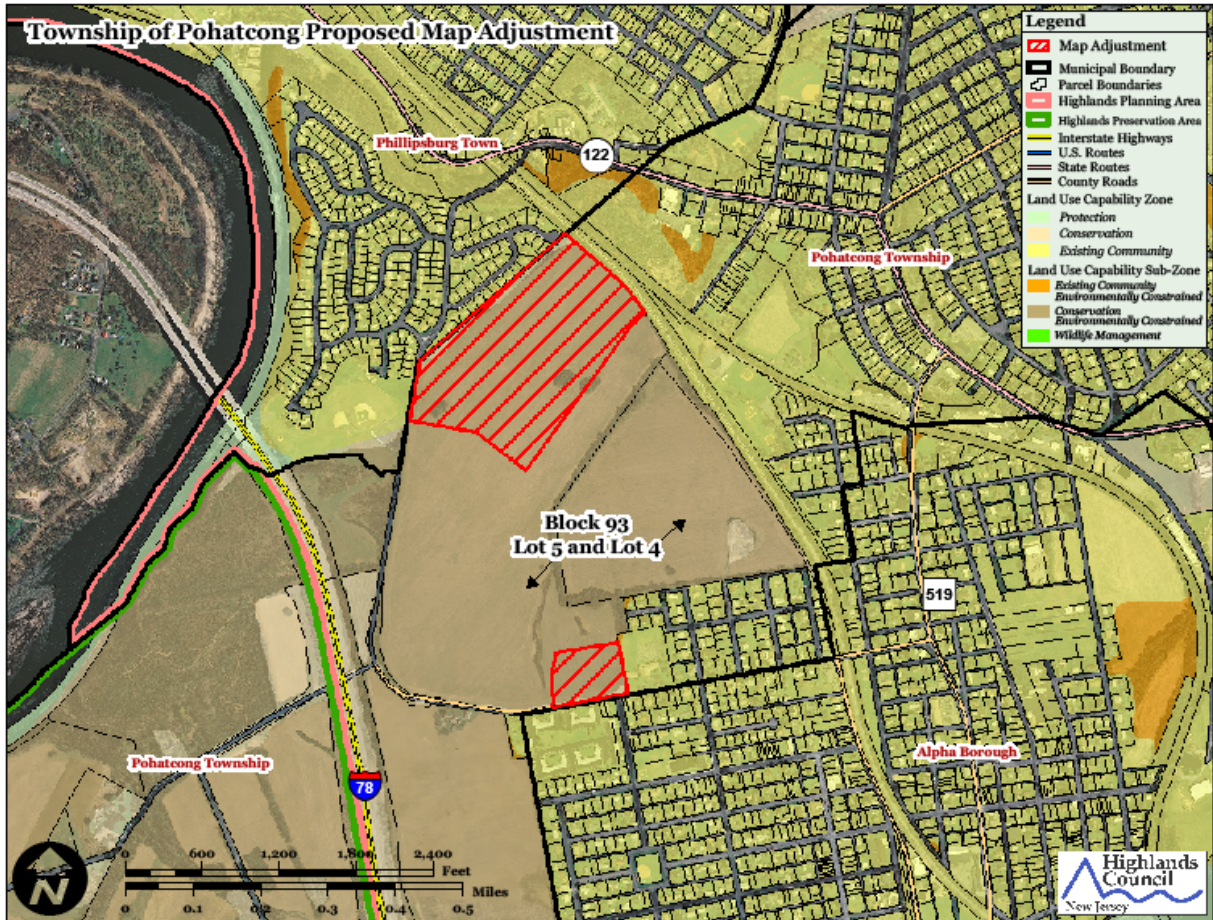 Township of Pohatcong Proposed Map Adjustment
Legend
Map Adjustment
Municipal Boundary
Parcel Boundaries
Highlands Planning Area
Highlands Preservation Area
Interstate Highways
U.S. Routes
State Routes
County Roads
Land Use Capability Zone
Protection
Conservation
Existing Community
Land Use Capability Sub-Zone
Existing Community
Environmentally Constrained
Conservation
Environmentally Constrained
Wildlife Management
Phillipsburg Town
122
Pohatcong Township
Block 93
Lot 5 and Lot 4
519
Pohatcong Township
Alpha Borough
78
N
0 600 1,200 1,800 2,400
Feet
Miles
0 0.1 0.2 0.3 0.4 0.5
Highlands
Council
New Jersey